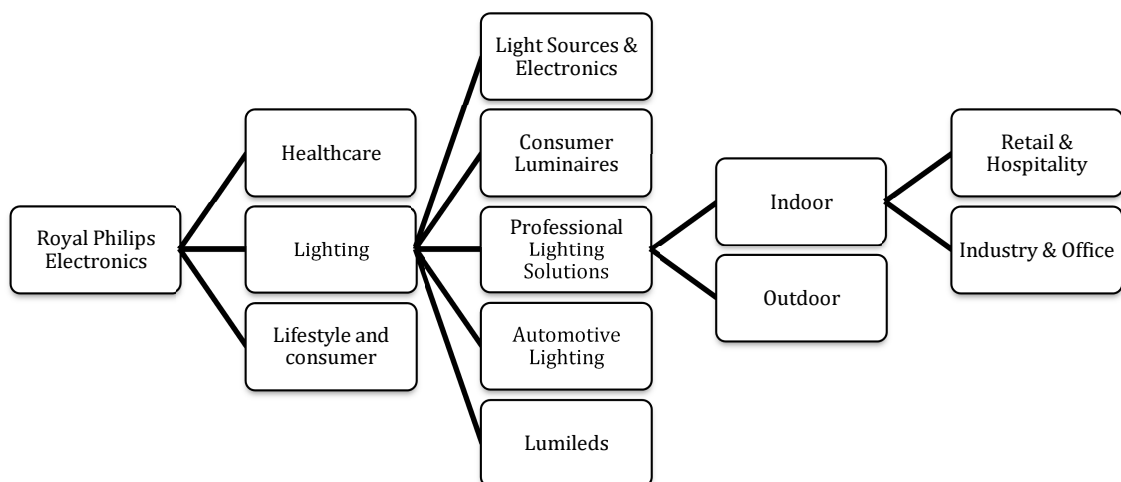 Royal Philips
Electronics
Healthcare
Lighting
Lifestyle and
consumer
Light Sources &
Electronics
Consumer
Luminaires
Professional
Lighting
Solutions
Automotive
Lighting
Lumileds
Indoor
Outdoor
Retail &
Hospitality
Industry & Office